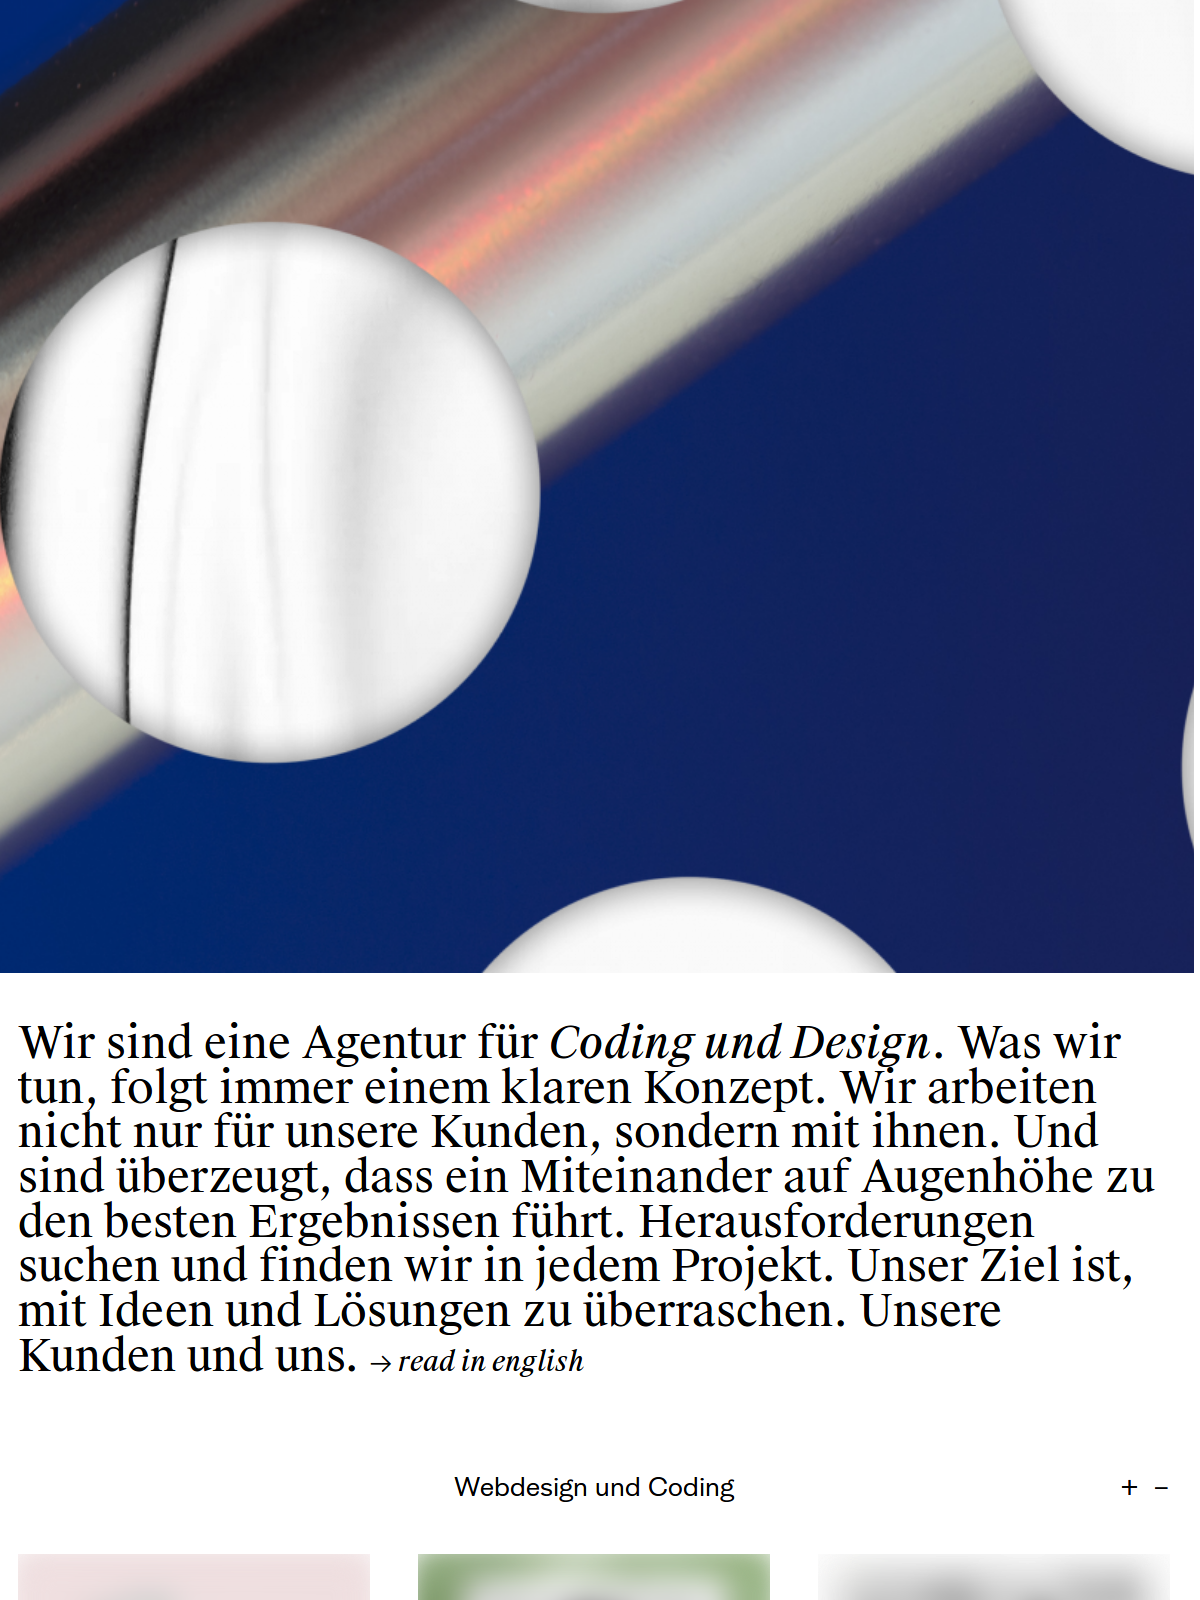 Wir sind eine Agentur für Coding und Design. Was wir
tun, folgt immer einem klaren Konzept. Wir arbeiten
nicht nur für unsere Kunden, sondern mit ihnen. Und
sind überzeugt, dass ein Miteinander auf Augenhöhe zu
den besten Ergebnissen führt. Herausforderungen
suchen und finden wir in jedem Projekt. Unser Ziel ist,
mit Ideen und Lösungen zu überraschen. Unsere
Kunden und uns. → read in english
Webdesign und Coding + –